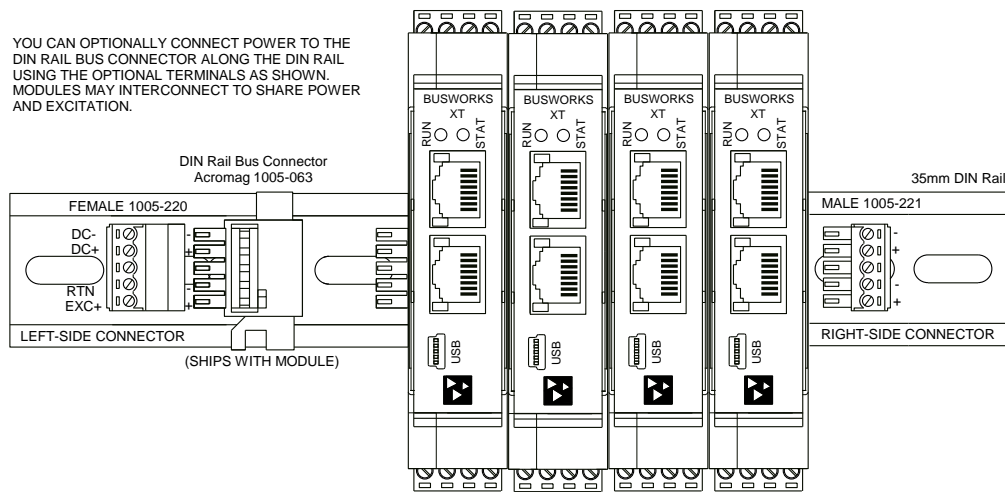 YOU CAN OPTIONALLY CONNECT POWER TO THE
DIN RAIL BUS CONNECTOR ALONG THE DIN RAIL
USING THE OPTIONAL TERMINALS AS SHOWN.
MODULES MAY INTERCONNECT TO SHARE POWER
AND EXCITATION.
DIN Rail Bus Connector
Acromag 1005-063
FEMALE 1005-220
DC-
DC+
RTN
EXC+
-
+
-
+
LEFT-SIDE CONNECTOR
(SHIPS WITH MODULE)
BUSWORKS
XT
RUN
STAT
USB
BUSWORKS
XT
RUN
STAT
USB
BUSWORKS
XT
RUN
STAT
USB
BUSWORKS
XT
RUN
STAT
USB
35mm DIN Rail
MALE 1005-221
-
+
-
+
RIGHT-SIDE CONNECTOR